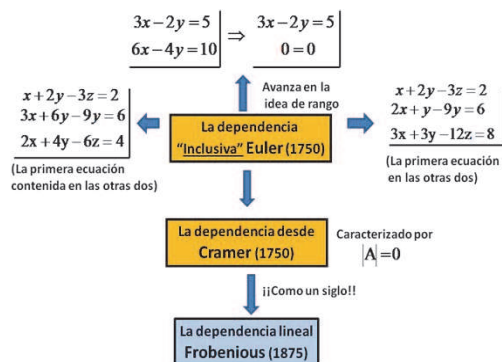 3x-2y=5
6x-4y=10
⇒
3x-2y=5
0=0
Avanza en la
idea de rango
x+2y-3z=2
3x+6y-9y=6
2x+4y-6z=4
(La primera ecuación
contenida en las otras dos)
La dependencia
"Inclusiva" Euler (1750)
x+2y-3z=2
2x+y-9y=6
3x+3y-12z=8
(La primera ecuación
en las otras dos)
La dependencia desde
Cramer (1750)
Caracterizado por
|A|=0
¡¡Como un siglo!!
La dependencia lineal
Frobenious (1875)